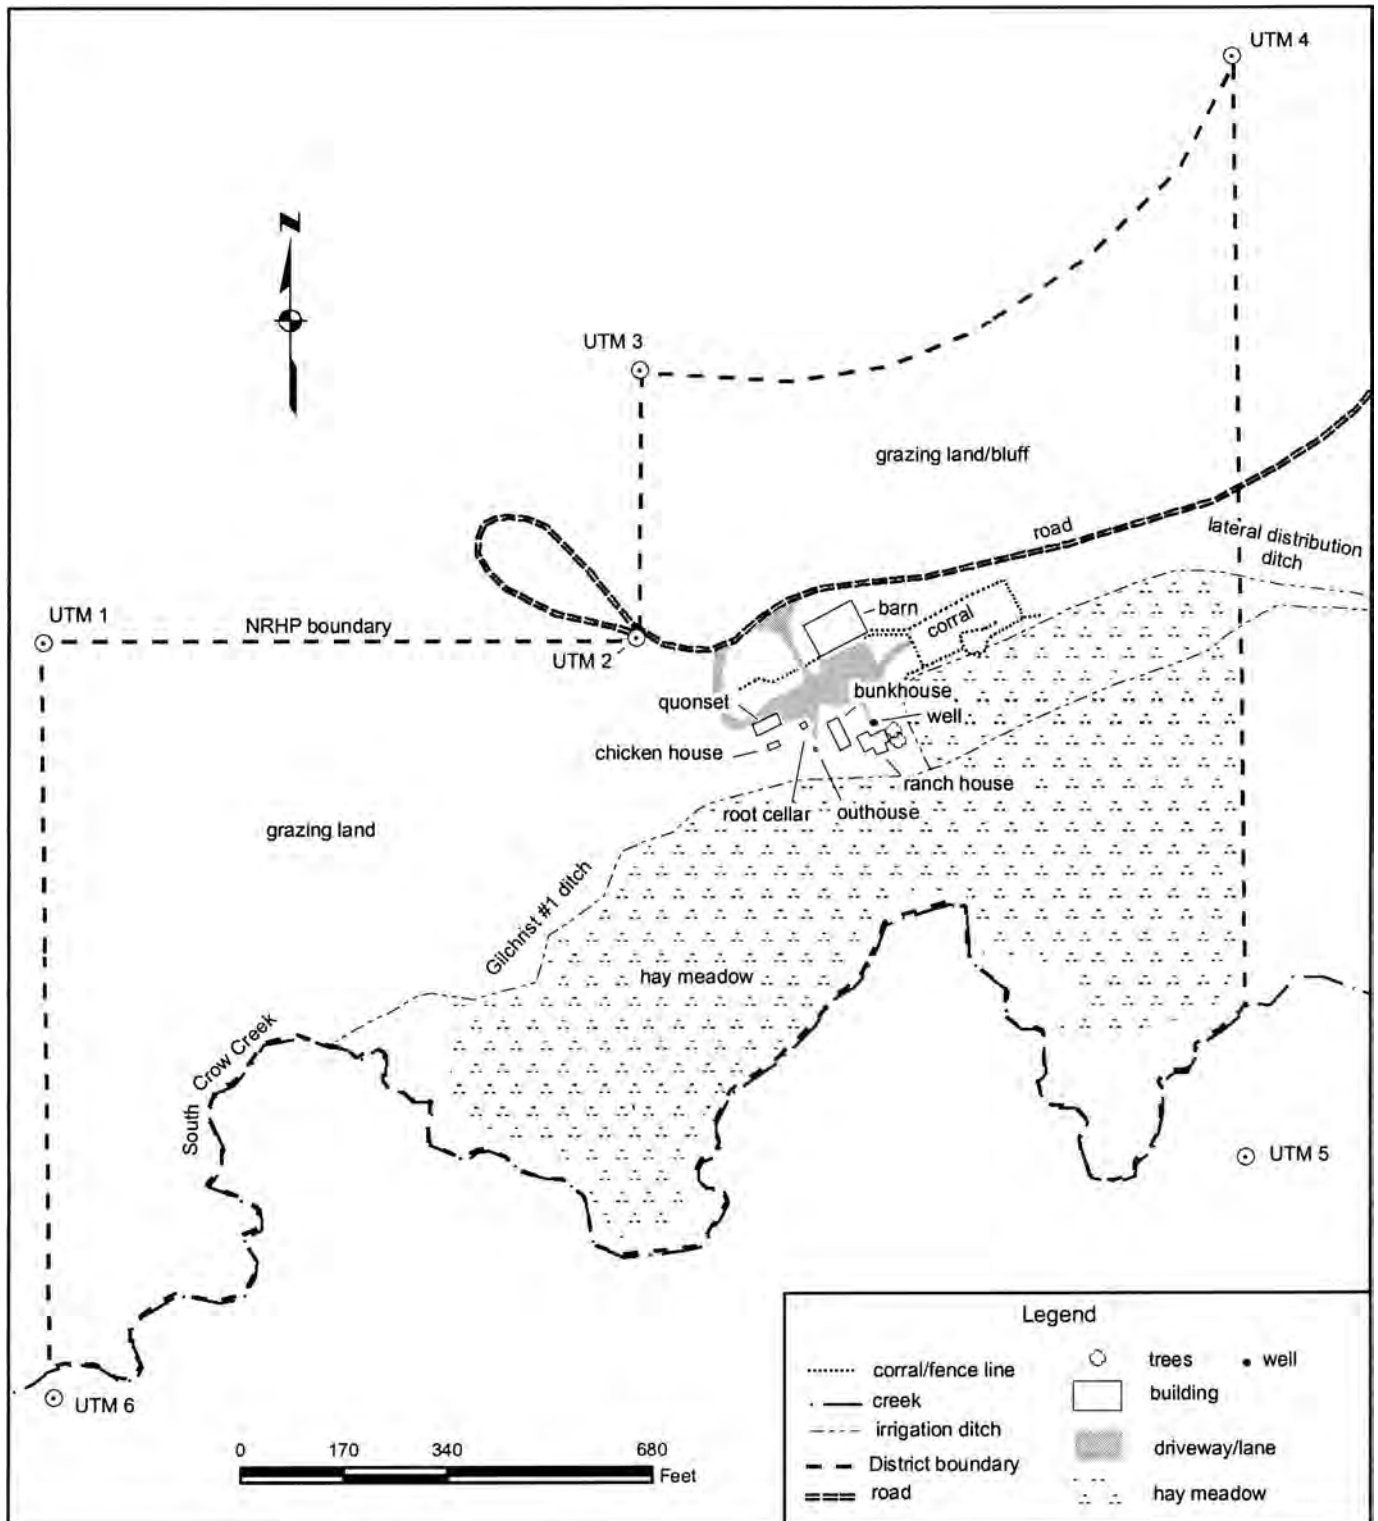 UTM 4
N
UTM 3
grazing land/bluff
road
lateral distribution
ditch
UTM 1
NRHP boundary
UTM 2
barn
corral
quonset
bunkhouse
well
chicken house
ranch house
root cellar
outhouse
grazing land
Gilchrist #1 ditch
hay meadow
South Crow Creek
UTM 5
UTM 6
Legend
corral/fence line
creek
irrigation ditch
District boundary
road
trees
well
building
driveway/lane
hay meadow
0 170 340 680
Feet